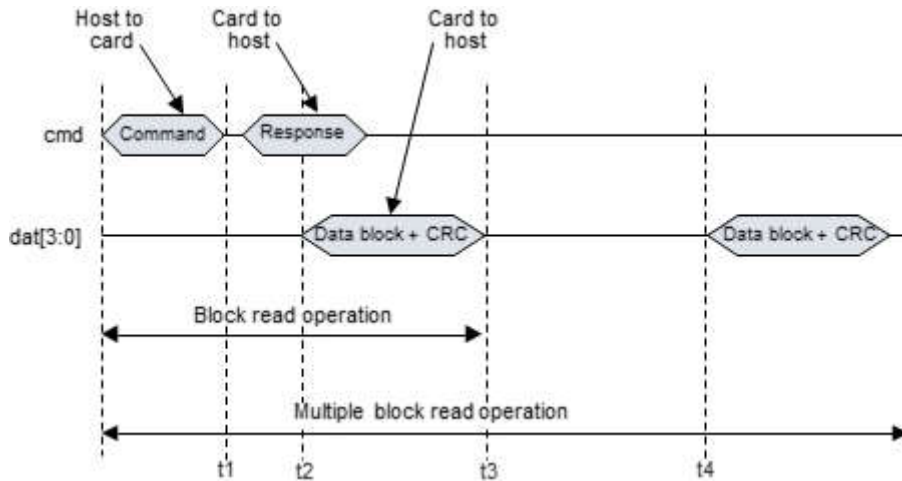 Host to
card
Card to
host
Card to
host
cmd
Command
Response
dat[3:0]
Data block + CRC
Data block + CRC
Block read operation
Multiple block read operation
t1
t2
t3
t4